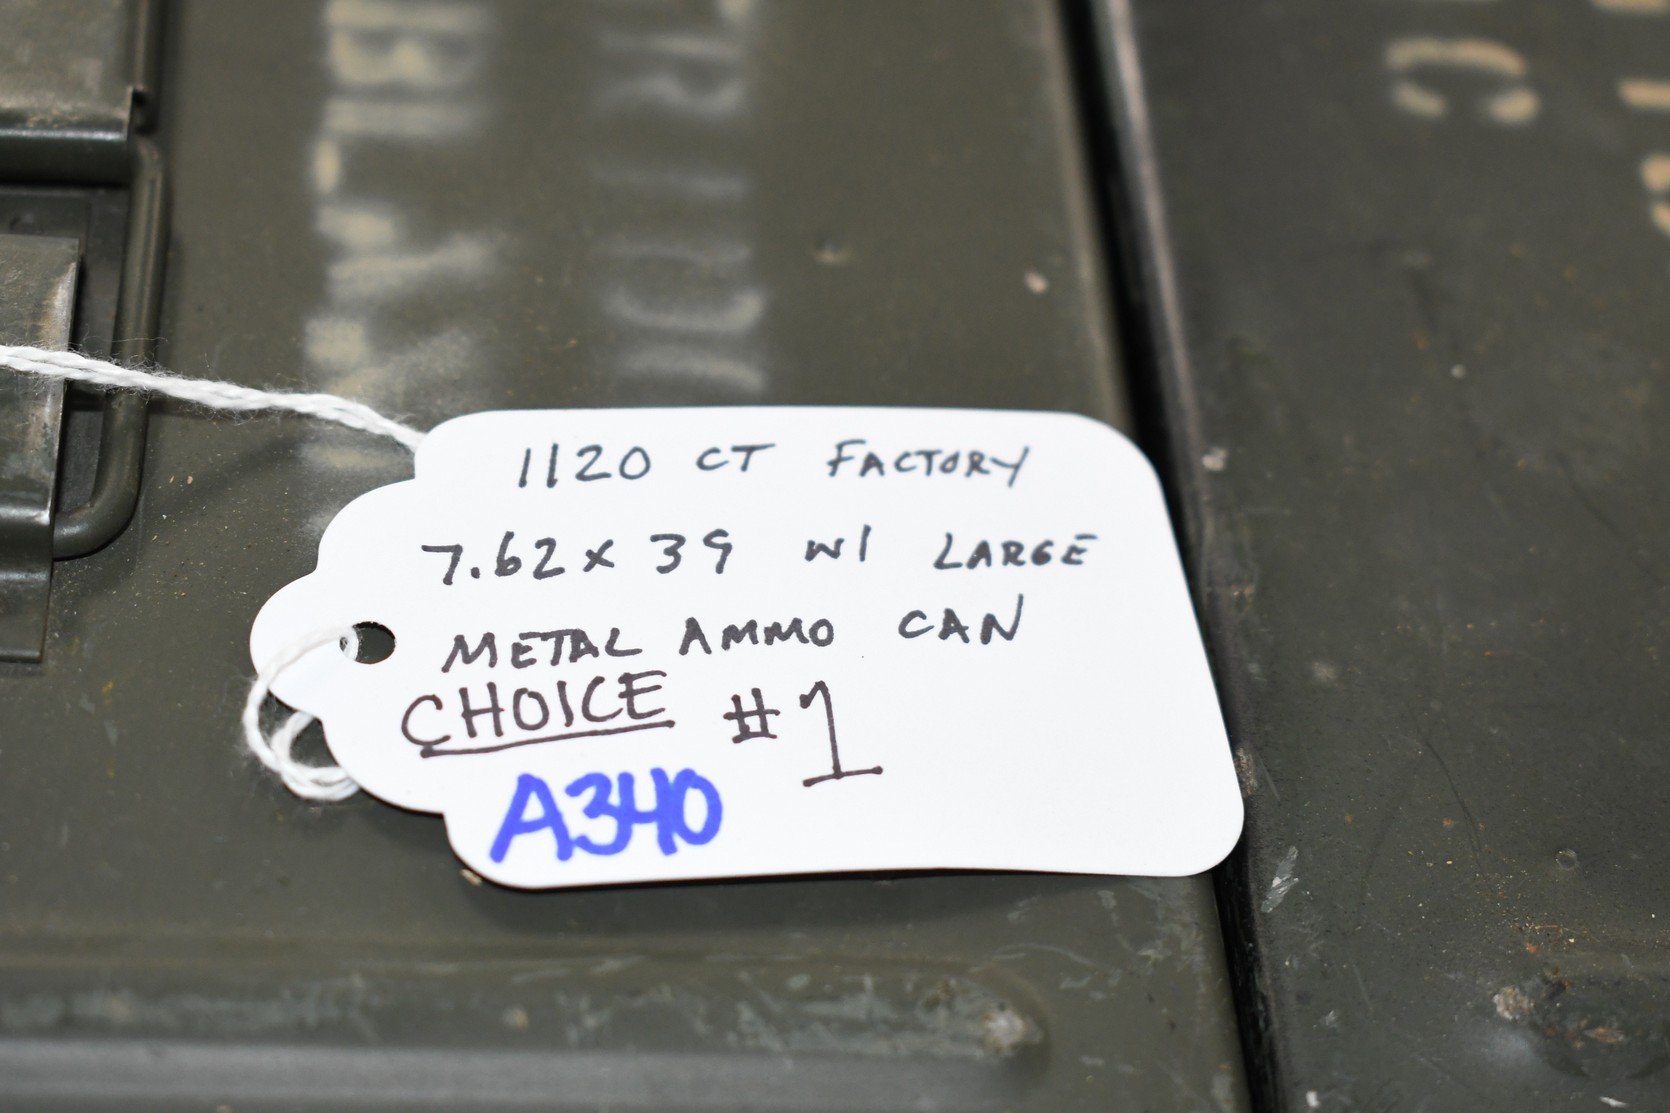 1120 CT FACTORY
7.62x39 w/ LARGE
METAL AMMO CAN
CHOICE #1
A340